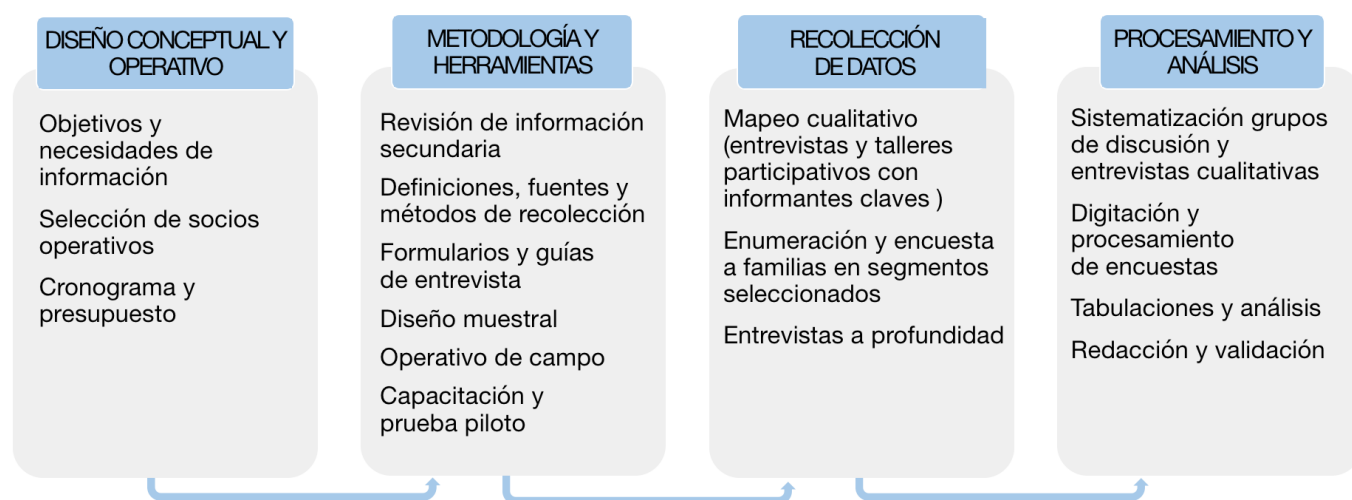 DISEÑO CONCEPTUAL Y
OPERATIVO
Objetivos y
necesidades de
información
Selección de socios
operativos
Cronograma y
presupuesto
METODOLOGÍA Y
HERRAMIENTAS
Revisión de información
secundaria
Definiciones, fuentes y
métodos de recolección
Formularios y guías
de entrevista
Diseño muestral
Operativo de campo
Capacitación y
prueba piloto
RECOLECCIÓN
DE DATOS
Mapeo cualitativo
(entrevistas y talleres
participativos con
informantes claves )
Enumeración y encuesta
a familias en segmentos
seleccionados
Entrevistas a profundidad
PROCESAMIENTO Y
ANÁLISIS
Sistematización grupos
de discusión y
entrevistas cualitativas
Digitación y
procesamiento
de encuestas
Tabulaciones y análisis
Redacción y validación